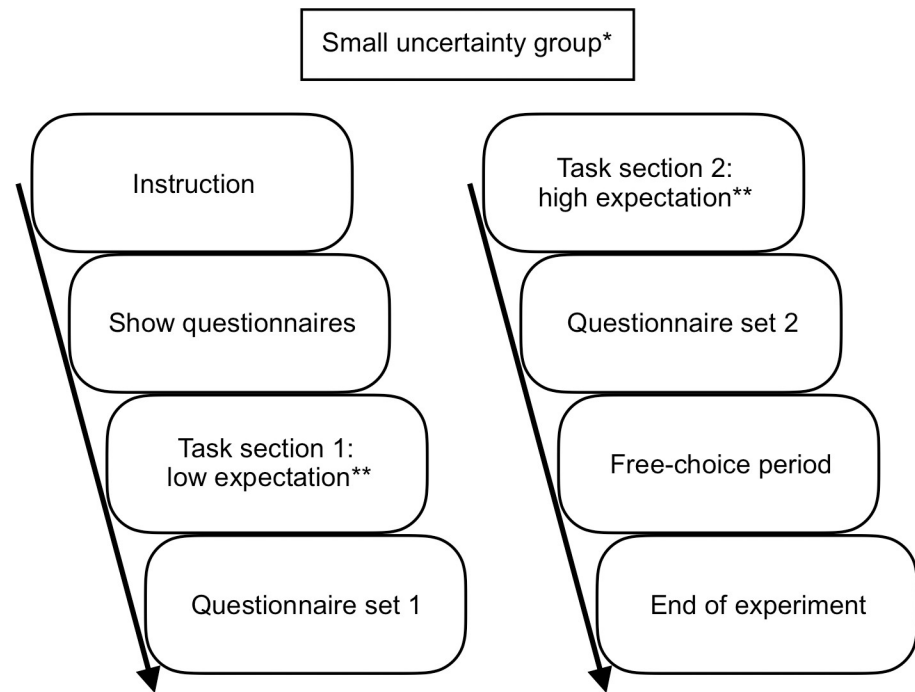 Small uncertainty group*
Instruction
Show questionnaires
Task section 1:
low expectation**
Questionnaire set 1
Task section 2:
high expectation**
Questionnaire set 2
Free-choice period
End of experiment